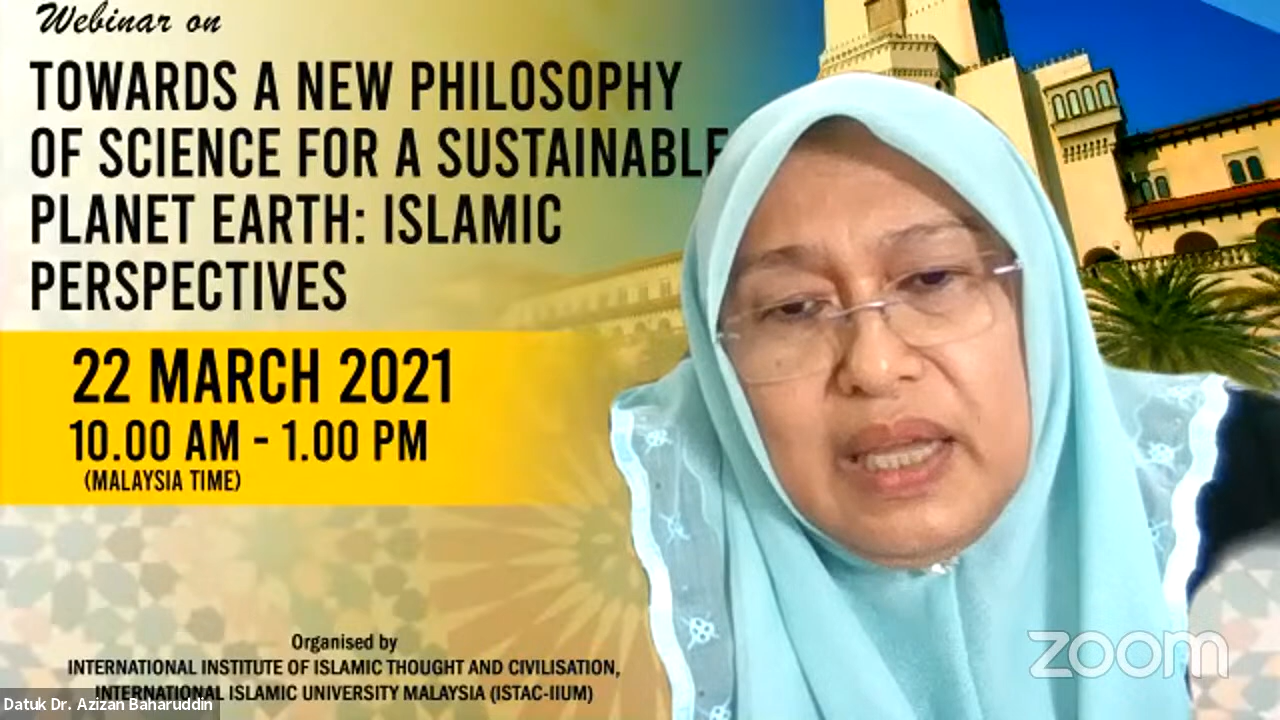 Webinar on
TOWARDS A NEW PHILOSOPHY
OF SCIENCE FOR A SUSTAINABLE
PLANET EARTH: ISLAMIC
PERSPECTIVES
22 MARCH 2021
10.00 AM - 1.00 PM
(MALAYSIA TIME)
Organised by
INTERNATIONAL INSTITUTE OF ISLAMIC THOUGHT AND CIVILISATION,
INTERNATIONAL ISLAMIC UNIVERSITY MALAYSIA (ISTAC-IIUM)
Datuk Dr. Azizan Baharuddin
zoom